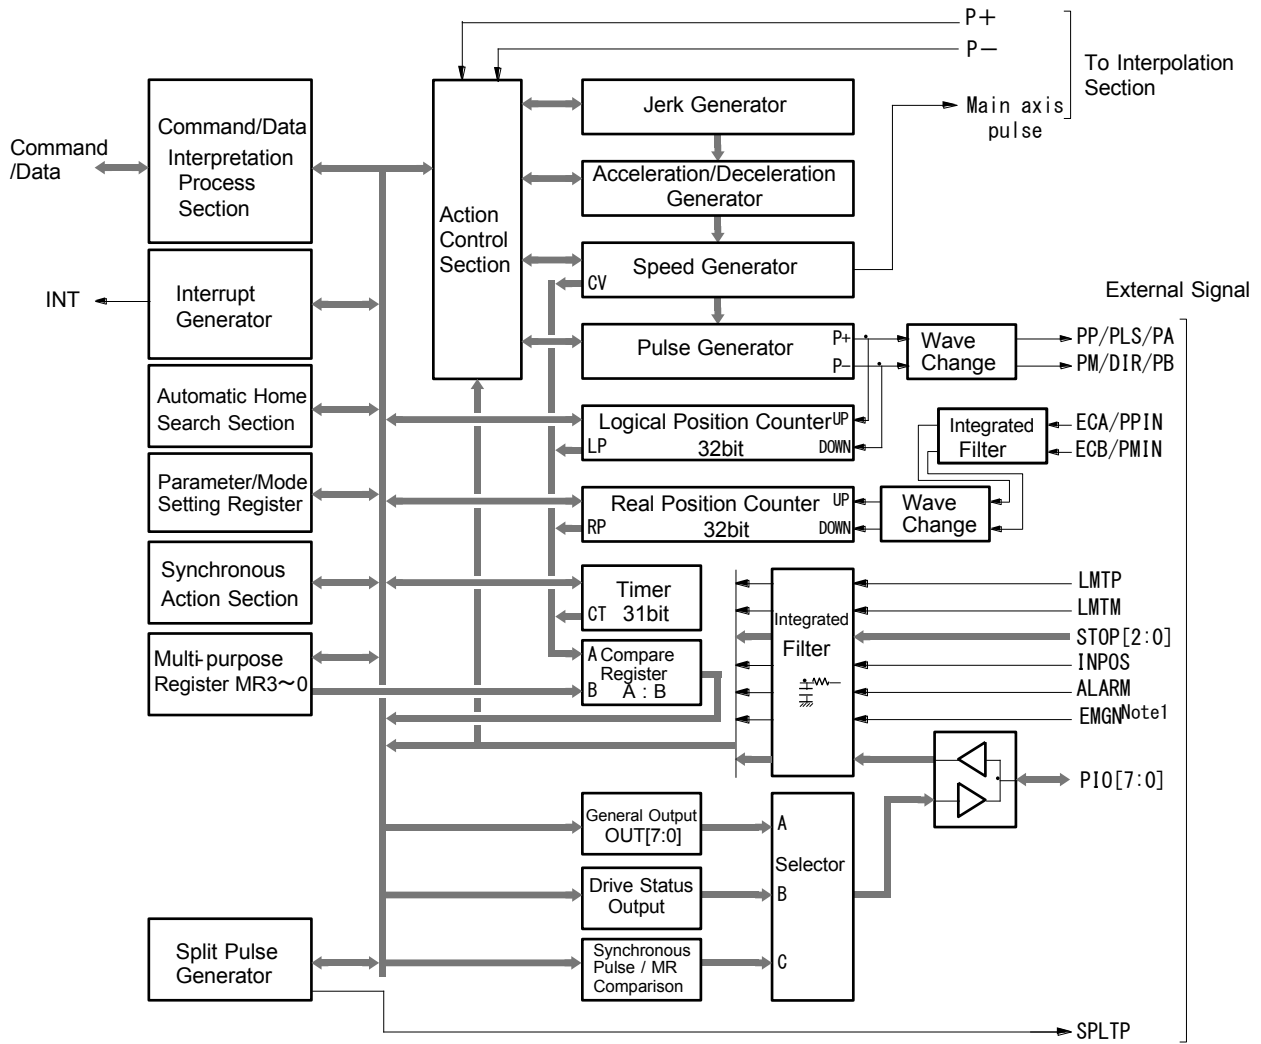 P+
P-
To Interpolation
Section
Main axis
pulse
Command
/Data
Command/Data
Interpretation
Process
Section
Action
Control
Section
Jerk Generator
Acceleration/Deceleration
Generator
Speed Generator
CV
Pulse Generator
P+
P-
Wave
Change
External Signal
PP/PLS/PA
PM/DIR/PB
INT
Interrupt
Generator
Automatic Home
Search Section
Logical Position Counter
32bit
UP
DOWN
LP
Integrated
Filter
ECA/PPIN
ECB/PMIN
Parameter/Mode
Setting Register
Real Position Counter
32bit
UP
DOWN
RP
Wave
Change
Synchronous
Action Section
Timer
CT 31bit
Integrated
Filter
LMTP
LMTM
STOP[2:0]
INPOS
ALARM
EMGN Note1
Multi-purpose
Register MR3～0
A Compare
Register
B A : B
PIO[7:0]
General Output
OUT[7:0]
Drive Status
Output
Synchronous
Pulse / MR
Comparison
A
Selector
B
C
Split Pulse
Generator
SPLTP